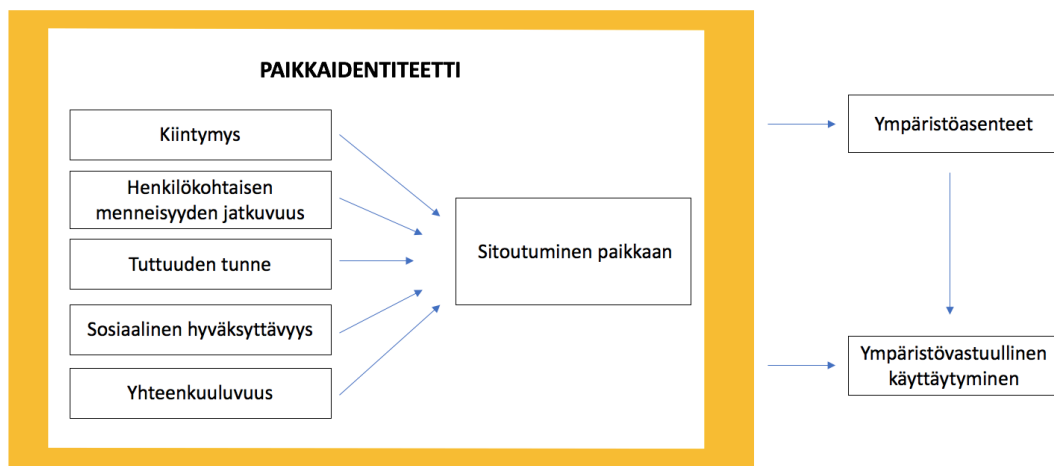 PAIKKAIDENTITEETTI
Kiintymys
Henkilökohtaisen
menneisyyden jatkuvuus
Tuttuuden tunne
Sosiaalinen hyväksyttävyys
Yhteenkuuluvuus
Sitoutuminen paikkaan
Ympäristöasenteet
Ympäristövastuullinen
käyttäytyminen